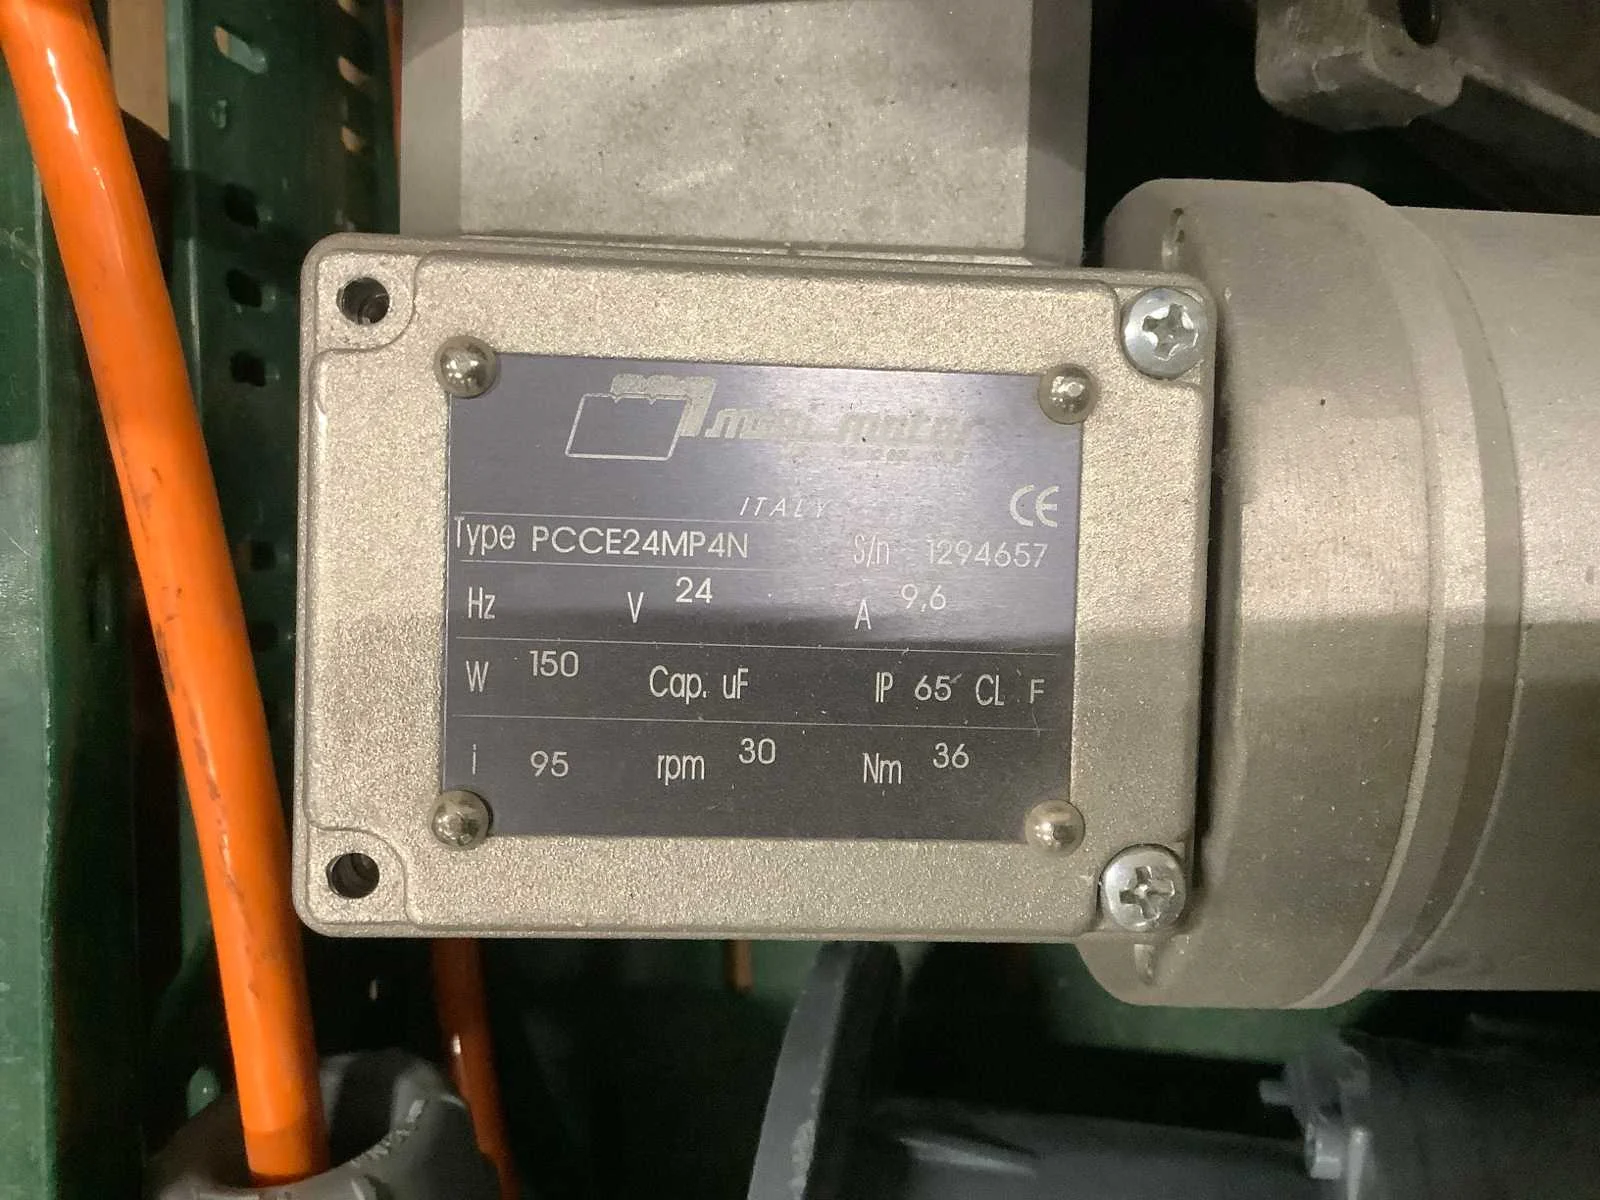 ITALY
CE
Type PCCE24MP4N S/n 1294657
Hz V 24 A 9,6
W 150 Cap. uF IP 65 CL F
i 95 rpm 30 Nm 36